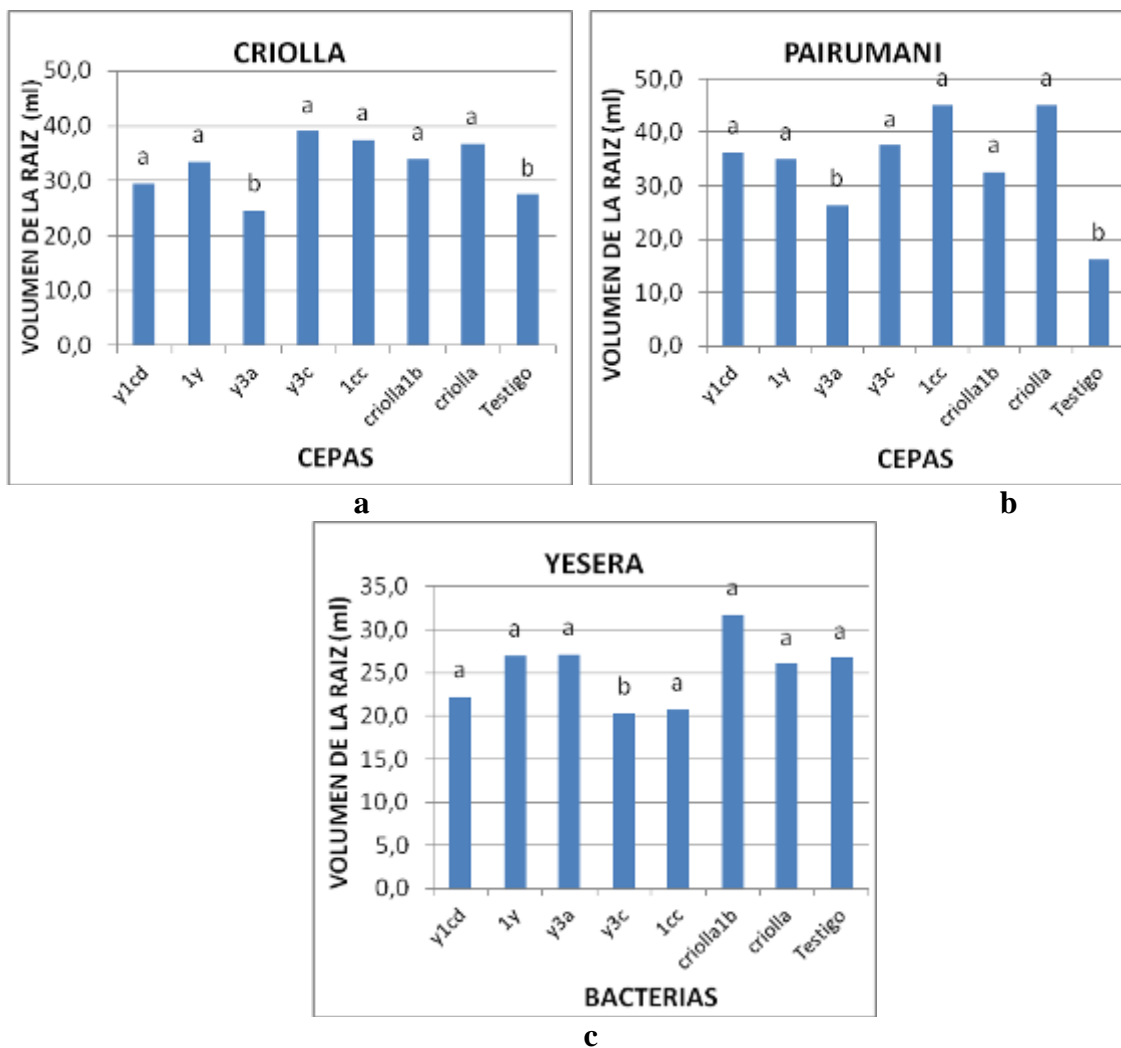 CRIOLLA
VOLUMEN DE LA RAIZ (ml)
50,0
40,0
30,0
20,0
10,0
0,0
a
a
b
a
a
a
a
b
y1cd
1y
y3a
y3c
1cc
criolla1b
criolla
Testigo
CEPAS
a
PAIRUMANI
VOLUMEN DE LA RAIZ (ml)
50,0
40,0
30,0
20,0
10,0
0,0
a
a
b
a
a
a
a
b
y1cd
1y
y3a
y3c
1cc
criolla1b
criolla
Testigo
CEPAS
b
YESERA
VOLUMEN DE LA RAIZ (ml)
35,0
30,0
25,0
20,0
15,0
10,0
5,0
0,0
a
a
a
b
a
a
a
a
y1cd
1y
y3a
y3c
1cc
criolla1b
criolla
Testigo
BACTERIAS
c